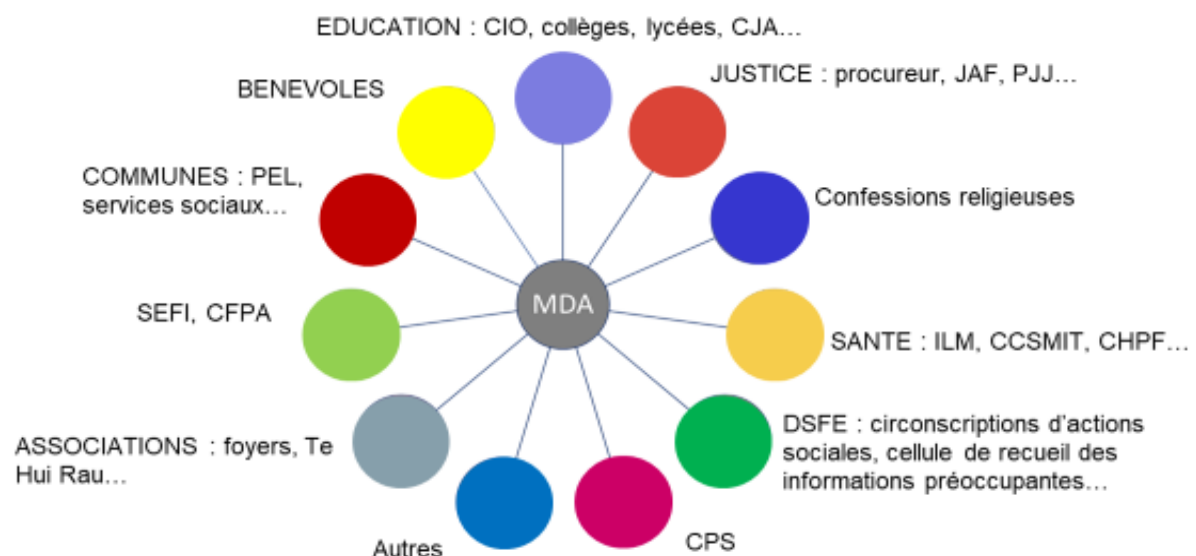 EDUCATION : CIO, collèges, lycées, CJA…
JUSTICE : procureur, JAF, PJJ…
BENEVOLES
COMMUNES : PEL,
services sociaux…
Confessions religieuses
MDA
SEFI, CFPA
SANTE : ILM, CCSMIT, CHPF…
ASSOCIATIONS : foyers, Te
Hui Rau…
DSFE : circonscriptions d’actions
sociales, cellule de recueil des
informations préoccupantes…
Autres
CPS